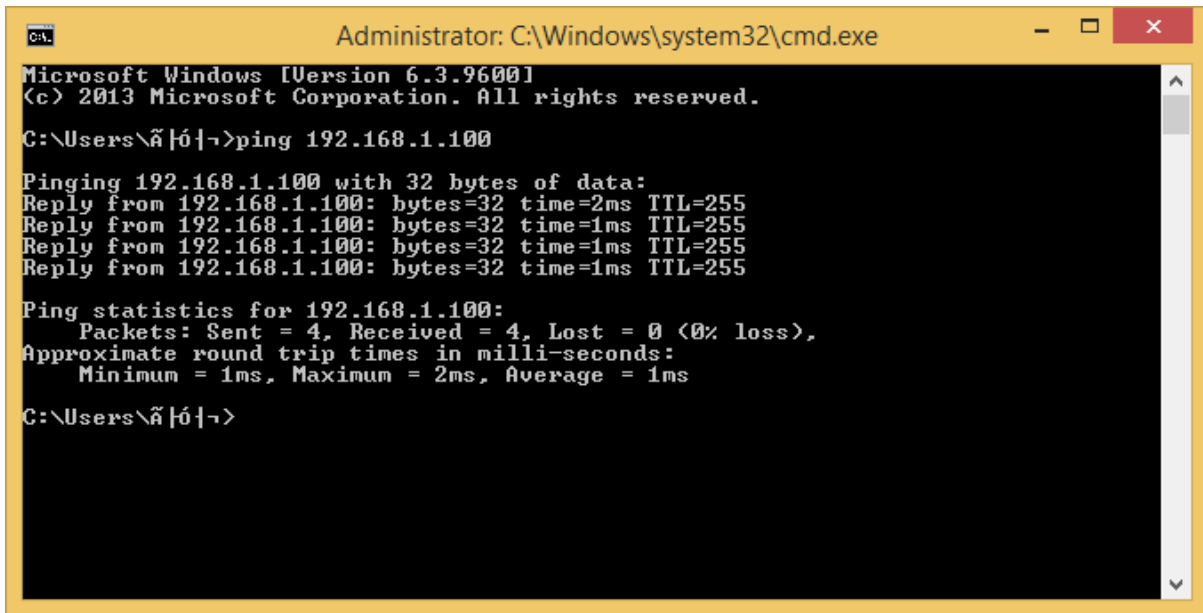 Administrator: C:\Windows\system32\cmd.exe
Microsoft Windows [Version 6.3.9600]
(c) 2013 Microsoft Corporation. All rights reserved.
C:\Users\Ã├ó┤¬>ping 192.168.1.100
Pinging 192.168.1.100 with 32 bytes of data:
Reply from 192.168.1.100: bytes=32 time=2ms TTL=255
Reply from 192.168.1.100: bytes=32 time=1ms TTL=255
Reply from 192.168.1.100: bytes=32 time=1ms TTL=255
Reply from 192.168.1.100: bytes=32 time=1ms TTL=255
Ping statistics for 192.168.1.100:
    Packets: Sent = 4, Received = 4, Lost = 0 (0% loss),
Approximate round trip times in milli-seconds:
    Minimum = 1ms, Maximum = 2ms, Average = 1ms
C:\Users\Ã├ó┤¬>